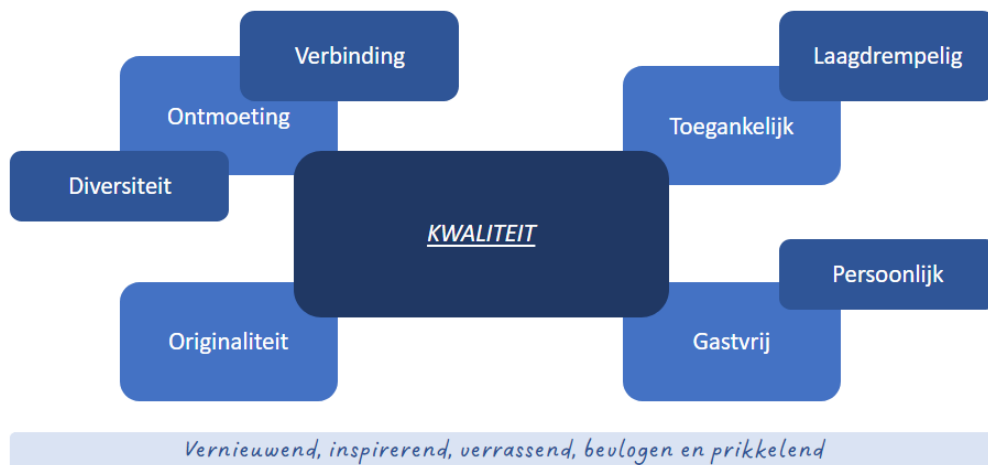 Verbinding
Laagdrempelig
Ontmoeting
Toegankelijk
Diversiteit
KWALITEIT
Persoonlijk
Originaliteit
Gastvrij
Vernieuwend, inspirerend, verrassend, bevlogen en prikkelend